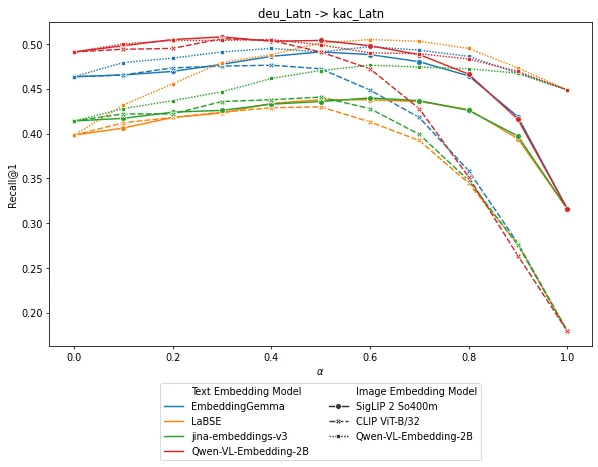 deu_Latn -> kac_Latn
Recall@1
0.50
0.45
0.40
0.35
0.30
0.25
0.20
0.0 0.2 0.4 0.6 0.8 1.0
α
Text Embedding Model Image Embedding Model
EmbeddingGemma SigLIP 2 So400m
LaBSE CLIP ViT-B/32
jina-embeddings-v3 Qwen-VL-Embedding-2B
Qwen-VL-Embedding-2B